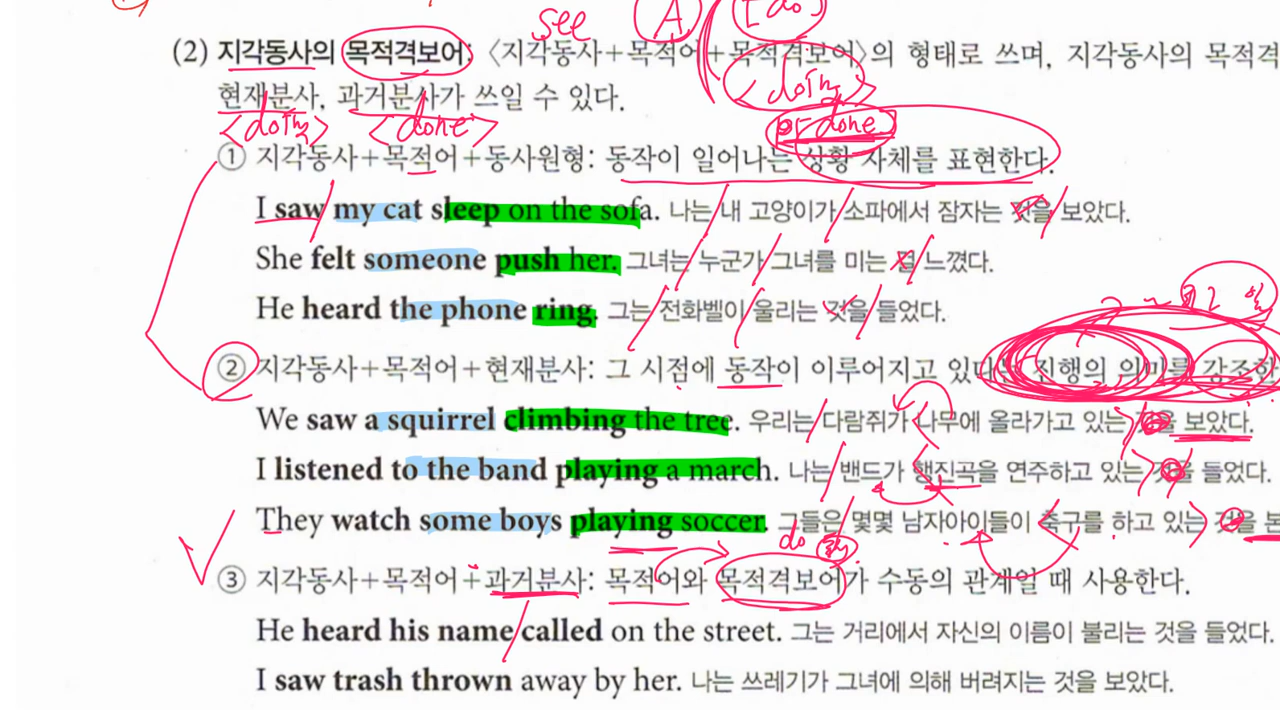 see A [do]
(2) 지각동사의 목적격보어: 〈지각동사+목적어+목적격보어〉의 형태로 쓰며, 지각동사의 목적격
<doing>
현재분사, 과거분사가 쓰일 수 있다.
<doing> <done> pr done
① 지각동사+목적어+동사원형: 동작이 일어나는 상황 자체를 표현한다.
I saw my cat sleep on the sofa. 나는 내 고양이가 소파에서 잠자는 것을 보았다.
She felt someone push her. 그녀는 누군가 그녀를 미는 걸 느꼈다.
He heard the phone ring. 그는 전화벨이 울리는 것을 들었다.
② 지각동사+목적어+현재분사: 그 시점에 동작이 이루어지고 있다는 진행의 의미를 강조한
We saw a squirrel climbing the tree. 우리는 다람쥐가 나무에 올라가고 있는 것을 보았다.
I listened to the band playing a march. 나는 밴드가 행진곡을 연주하고 있는 것을 들었다.
They watch some boys playing soccer. 그들은 몇몇 남자아이들이 축구를 하고 있는 것을 본
do
③ 지각동사+목적어+과거분사: 목적어와 목적격보어가 수동의 관계일 때 사용한다.
He heard his name called on the street. 그는 거리에서 자신의 이름이 불리는 것을 들었다.
I saw trash thrown away by her. 나는 쓰레기가 그녀에 의해 버려지는 것을 보았다.